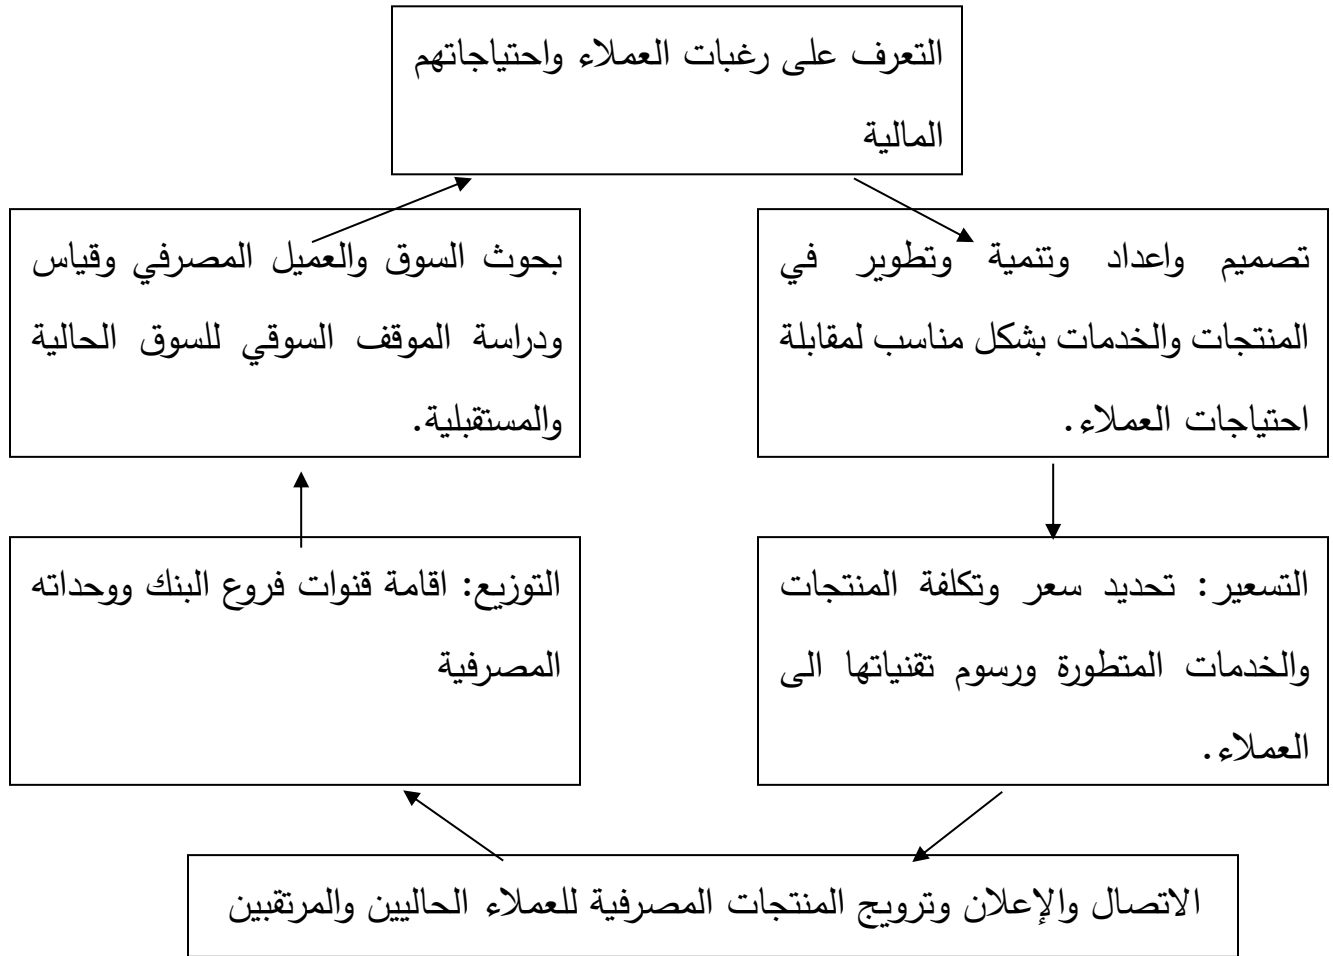 التعرف على رغبات العملاء واحتياجاتهم
المالية
تصميم واعداد وتنمية وتطوير في
المنتجات والخدمات بشكل مناسب لمقابلة
احتياجات العملاء.
بحوث السوق والعميل المصرفي وقياس
ودراسة الموقف السوقي للسوق الحالية
والمستقبلية.
التسعير: تحديد سعر وتكلفة المنتجات
والخدمات المتطورة ورسوم تقنياتها الى
العملاء.
التوزيع: اقامة قنوات فروع البنك ووحداته
المصرفية
الاتصال والإعلان وترويج المنتجات المصرفية للعملاء الحاليين والمرتقبين